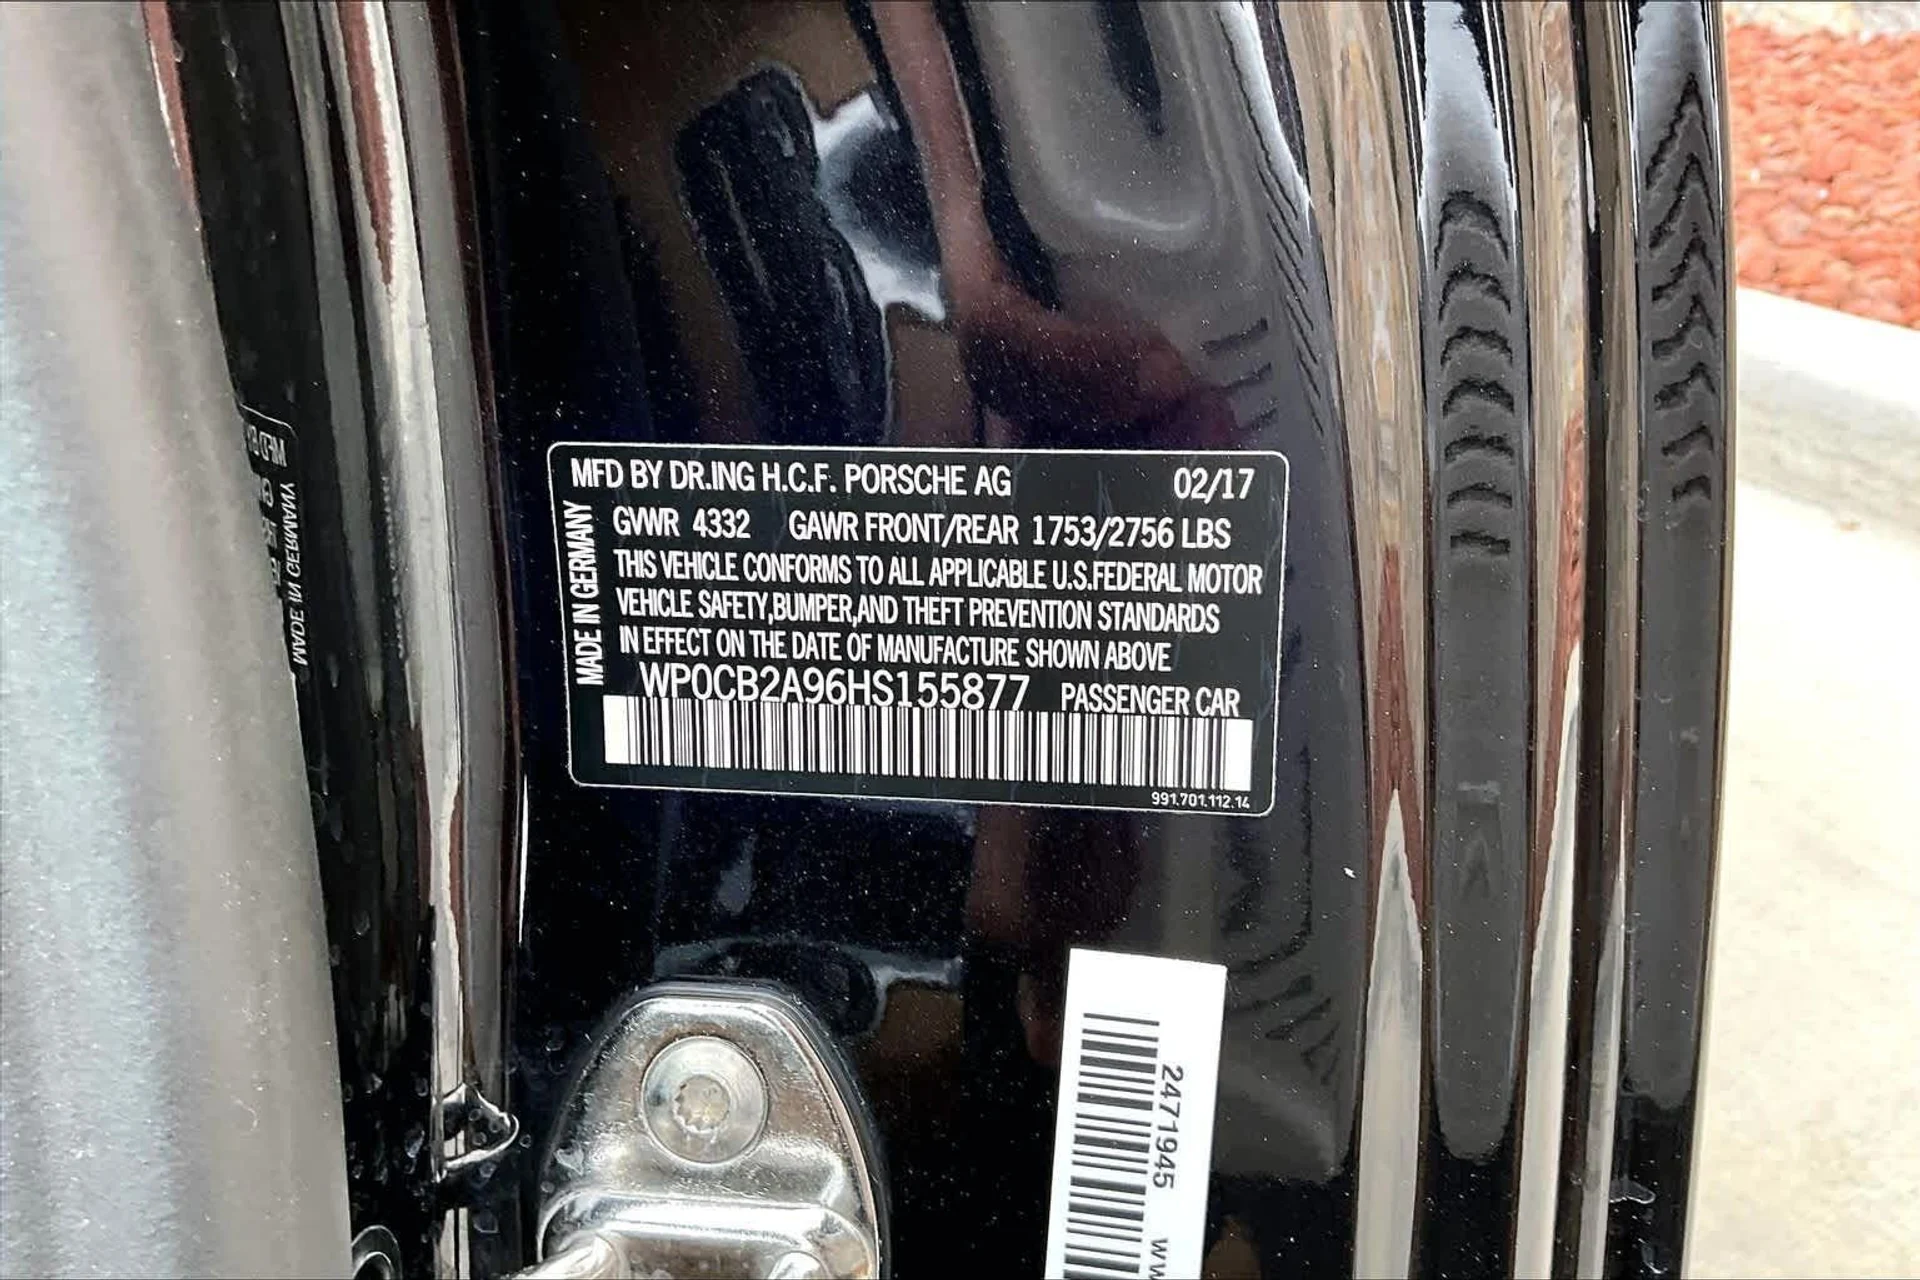 MFD BY DR.ING H.C.F. PORSCHE AG 02/17
GVWR 4332 GAWR FRONT/REAR 1753/2756 LBS
THIS VEHICLE CONFORMS TO ALL APPLICABLE U.S.FEDERAL MOTOR
VEHICLE SAFETY,BUMPER,AND THEFT PREVENTION STANDARDS
IN EFFECT ON THE DATE OF MANUFACTURE SHOWN ABOVE
WP0CB2A96HS155877 PASSENGER CAR
991.701.112.14
MADE IN GERMANY
2471945
MADE IN GERMANY